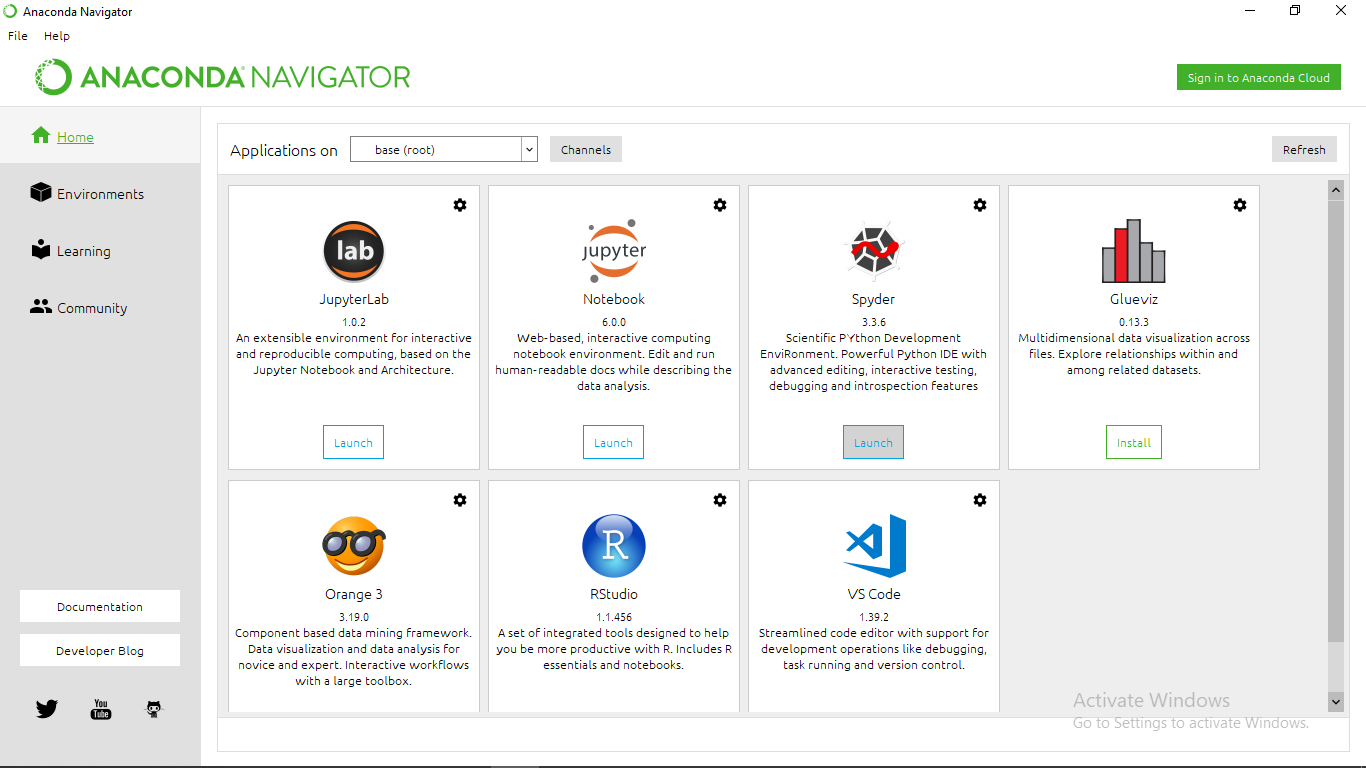 Anaconda Navigator
File Help
ANACONDA NAVIGATOR
Sign in to Anaconda Cloud
Home
Environments
Learning
Community
Documentation
Developer Blog
You
Tube
Applications on base (root) Channels Refresh
lab
JupyterLab
1.0.2
An extensible environment for interactive
and reproducible computing, based on the
Jupyter Notebook and Architecture.
Launch
jupyter
Notebook
6.0.0
Web-based, interactive computing
notebook environment. Edit and run
human-readable docs while describing the
data analysis.
Launch
Spyder
3.3.6
Scientific PYthon Development
EnviRonment. Powerful Python IDE with
advanced editing, interactive testing,
debugging and introspection features
Launch
Glueviz
0.13.3
Multidimensional data visualization across
files. Explore relationships within and
among related datasets.
Install
Orange 3
3.19.0
Component based data mining framework.
Data visualization and data analysis for
novice and expert. Interactive workflows
with a large toolbox.
R
RStudio
1.1.456
A set of integrated tools designed to help
you be more productive with R. Includes R
essentials and notebooks.
VS Code
1.39.2
Streamlined code editor with support for
development operations like debugging,
task running and version control.
Activate Windows
Go to Settings to activate Windows.